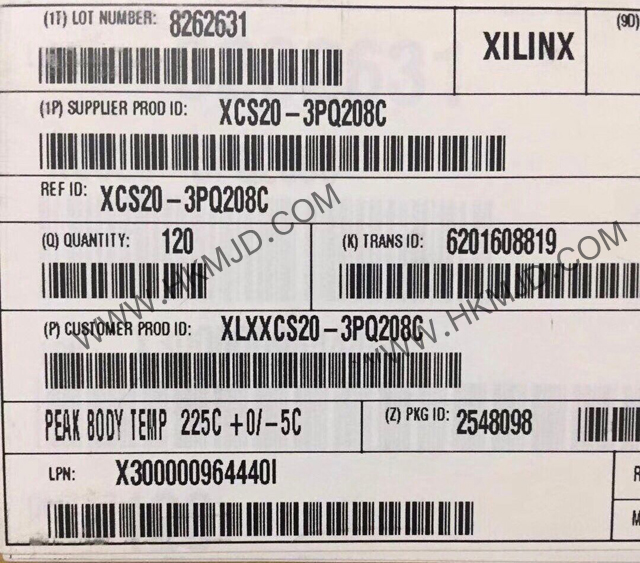 (1T) LOT NUMBER: 8262631
XILINX
(9D)
(1P) SUPPLIER PROD ID: XCS20-3PQ208C
REF ID: XCS20-3PQ208C
(Q) QUANTITY: 120
(K) TRANS ID: 6201608819
(P) CUSTOMER PROD ID: XLXXCS20-3PQ208C
PEAK BODY TEMP 225C +0/-5C
(Z) PKG ID: 2548098
LPN: X300000964440I
R
M
WWW.HKMJD.COM
WWW.HKMJD.COM